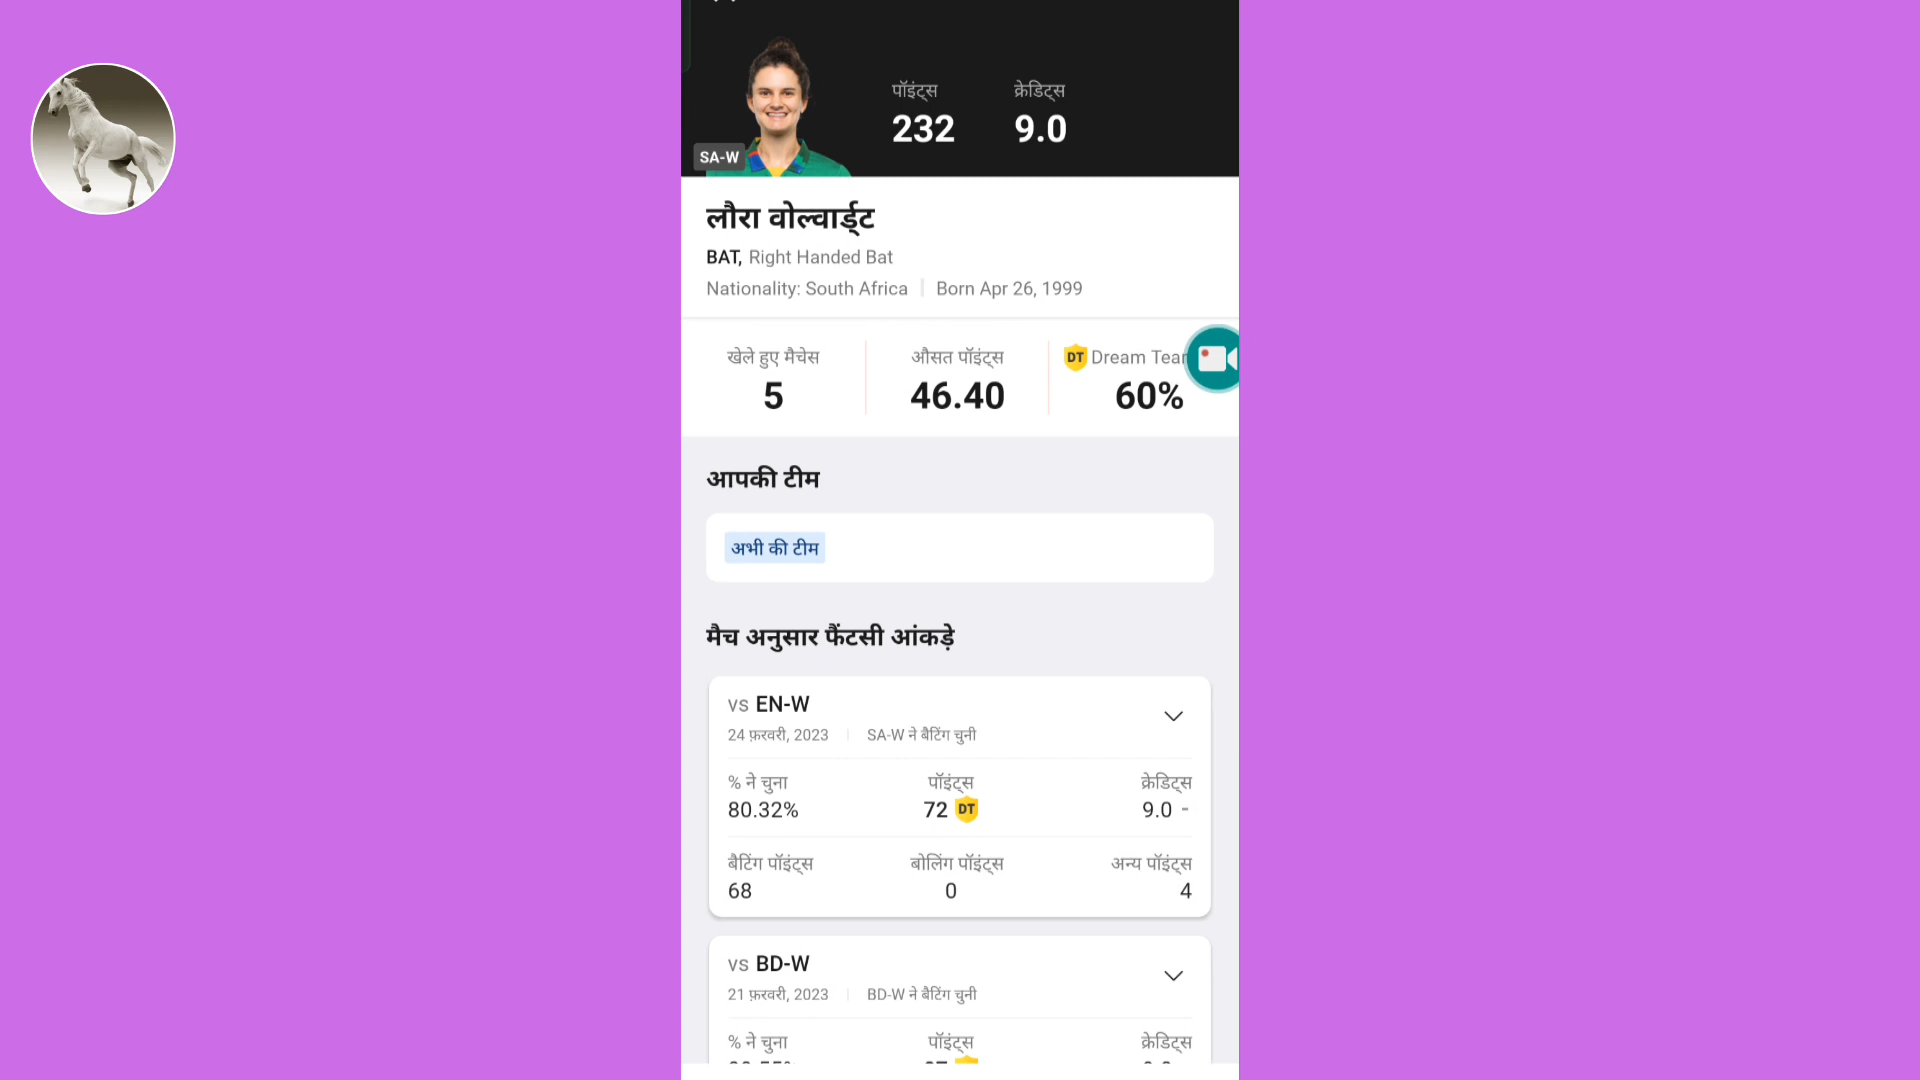 पॉइंट्स क्रेडिट्स
232 9.0
SA-W
लौरा वोल्वार्ड्ट
BAT, Right Handed Bat
Nationality: South Africa Born Apr 26, 1999
खेले हुए मैचेस औसत पॉइंट्स DT Dream Tea
5 46.40 60%
आपकी टीम
अभी की टीम
मैच अनुसार फैंटसी आंकड़े
vs EN-W
24 फ़रवरी, 2023 SA-W ने बैटिंग चुनी
% ने चुना पॉइंट्स क्रेडिट्स
80.32% 72 DT 9.0 -
बैटिंग पॉइंट्स बोलिंग पॉइंट्स अन्य पॉइंट्स
68 0 4
vs BD-W
21 फ़रवरी, 2023 BD-W ने बैटिंग चुनी
% ने चुना पॉइंट्स क्रेडिट्स